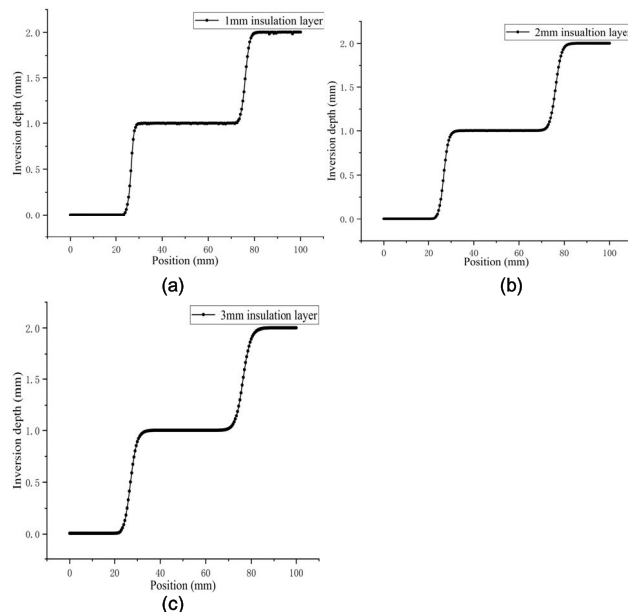 1mm insulation layer
2.0
1.5
1.0
0.5
0.0
Inversion depth (mm)
0 20 40 60 80 100
Position (mm)
(a)
2mm insualtion layer
2.0
1.5
1.0
0.5
0.0
Inversion depth (mm)
0 20 40 60 80 100
Position (mm)
(b)
3mm insulation layer
2.0
1.5
1.0
0.5
0.0
Inversion depth (mm)
0 20 40 60 80 100
Position (mm)
(c)